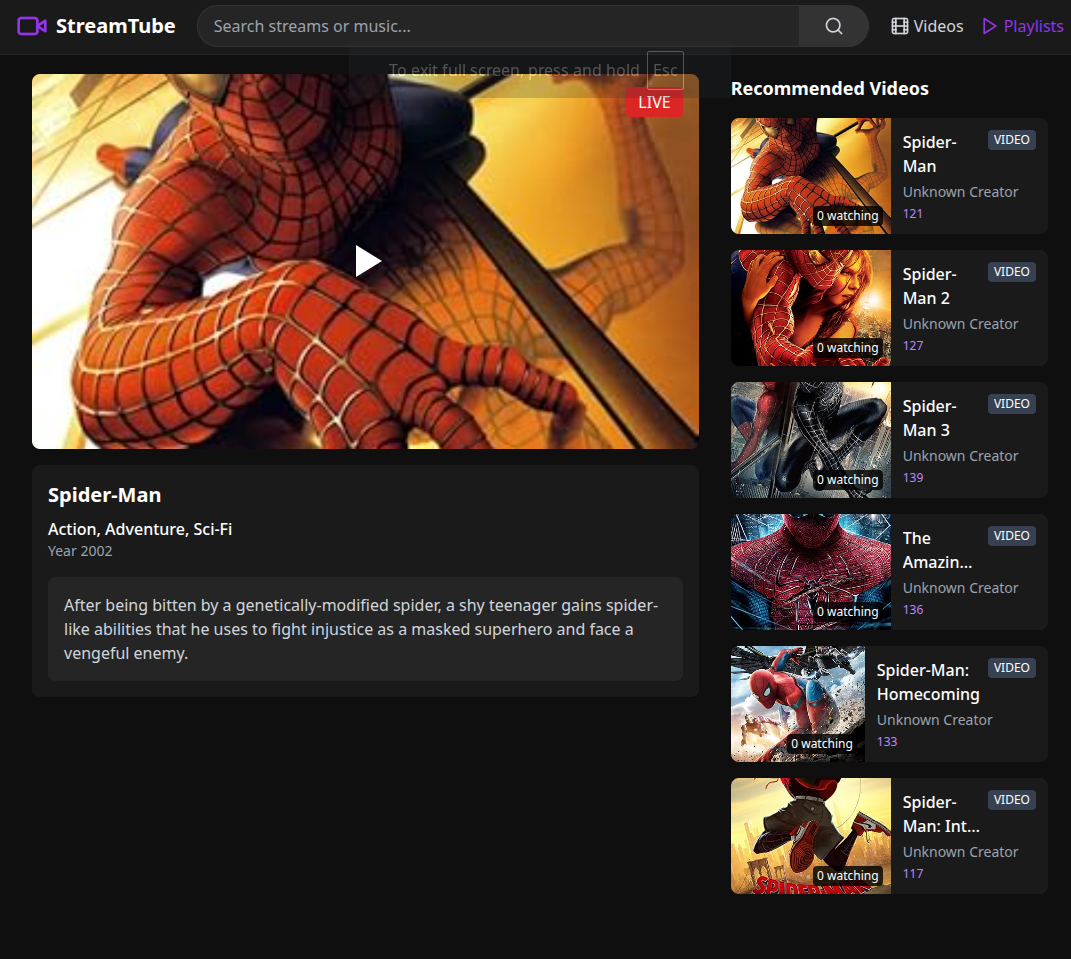 StreamTube
Search streams or music...
Videos
Playlists
To exit full screen, press and hold Esc
LIVE
Spider-Man
Action, Adventure, Sci-Fi
Year 2002
After being bitten by a genetically-modified spider, a shy teenager gains spider-
like abilities that he uses to fight injustice as a masked superhero and face a
vengeful enemy.
Recommended Videos
0 watching
Spider-
Man
VIDEO
Unknown Creator
121
0 watching
Spider-
Man 2
VIDEO
Unknown Creator
127
0 watching
Spider-
Man 3
VIDEO
Unknown Creator
139
0 watching
The
Amazin...
VIDEO
Unknown Creator
136
0 watching
Spider-Man:
Homecoming
VIDEO
Unknown Creator
133
0 watching
SPIDER-MAN
Spider-
Man: Int...
VIDEO
Unknown Creator
117